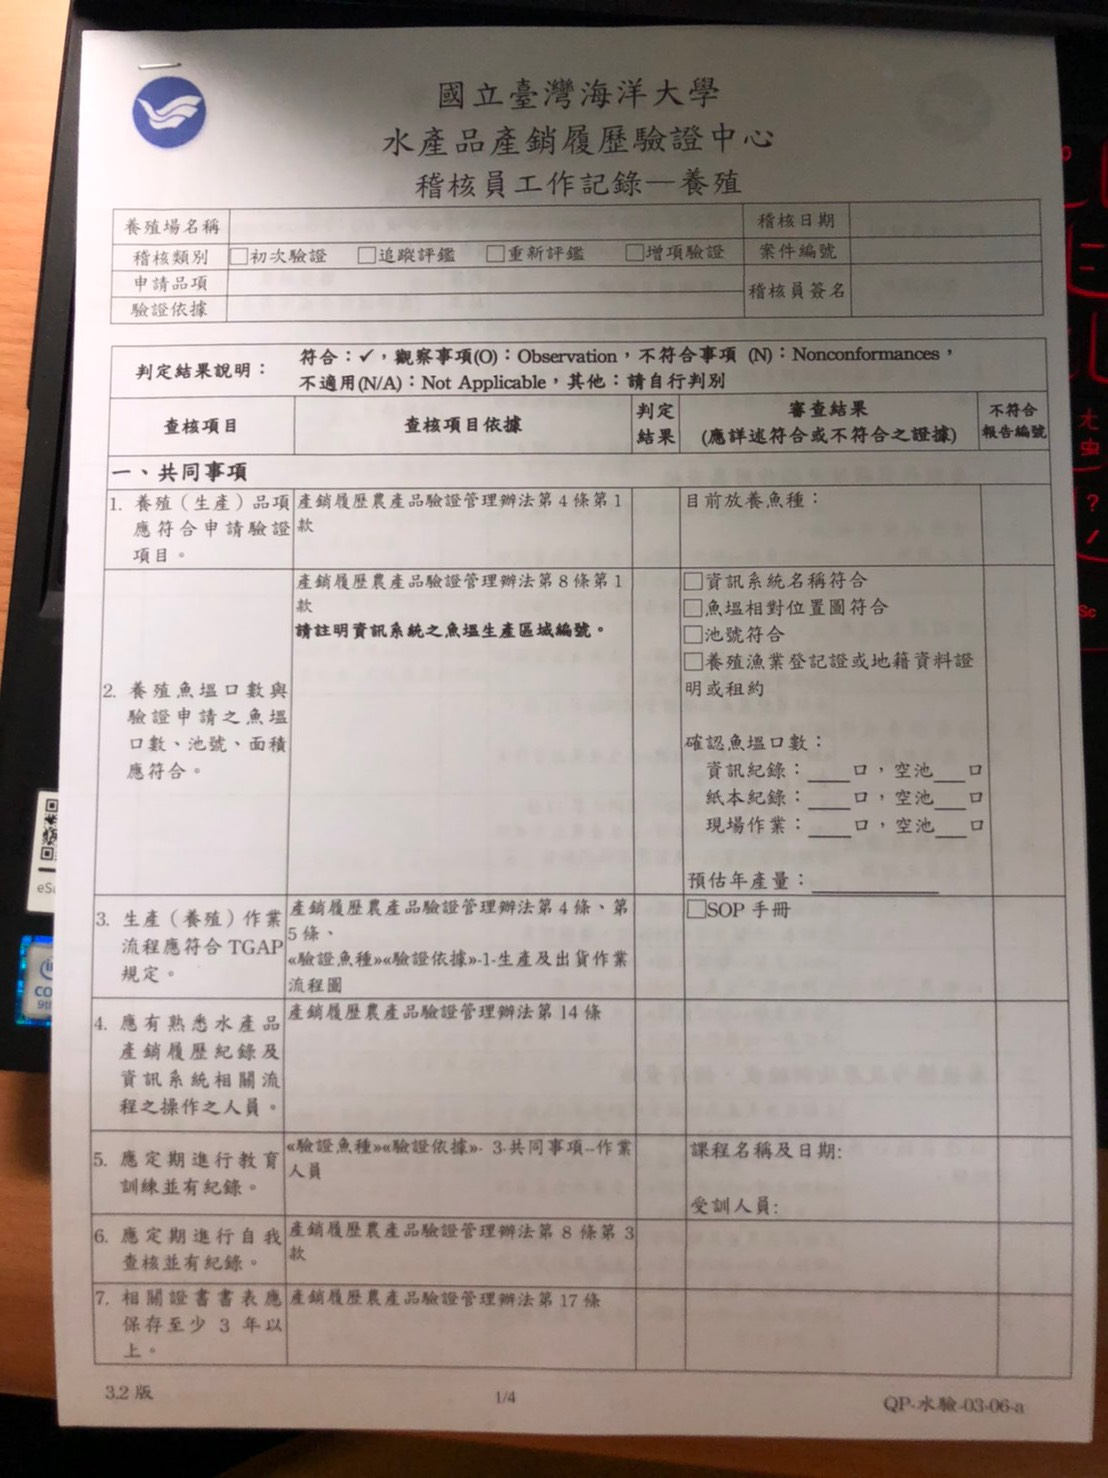 國立臺灣海洋大學
水產品產銷履歷驗證中心
稽核員工作記錄—養殖
養殖場名稱
稽核日期
稽核類別 □初次驗證 □追蹤評鑑 □重新評鑑 □增項驗證 案件編號
申請品項
稽核員簽名
驗證依據
判定結果說明：
符合：✓，觀察事項(O)：Observation，不符合事項 (N)：Nonconformances，
不適用(N/A)：Not Applicable，其他：請自行判別
查核項目
查核項目依據
判定
結果
審查結果
(應詳述符合或不符合之證據)
不符合
報告編號
一、共同事項
1. 養殖（生產）品項
應符合申請驗證
項目。
產銷履歷農產品驗證管理辦法第 4 條第 1
款
目前放養魚種：
2. 養殖魚塭口數與
驗證申請之魚塭
口數、池號、面積
應符合。
產銷履歷農產品驗證管理辦法第 8 條第 1
款
請註明資訊系統之魚塭生產區域編號。
□資訊系統名稱符合
□魚塭相對位置圖符合
□池號符合
□養殖漁業登記證或地籍資料證
明或租約
確認魚塭口數：
資訊紀錄：____口，空池___口
紙本紀錄：____口，空池___口
現場作業：____口，空池___口
預估年產量：____________
3. 生產（養殖）作業
流程應符合 TGAP
規定。
產銷履歷農產品驗證管理辦法第 4 條、第
5 條、
«驗證魚種»«驗證依據»-1-生產及出貨作業
流程圖
□SOP 手冊
4. 應有熟悉水產品
產銷履歷紀錄及
資訊系統相關流
程之操作之人員。
產銷履歷農產品驗證管理辦法第 14 條
5. 應定期進行教育
訓練並有紀錄。
«驗證魚種»«驗證依據»- 3-共同事項–作業
人員
課程名稱及日期:
受訓人員:
6. 應定期進行自我
查核並有紀錄。
產銷履歷農產品驗證管理辦法第 8 條第 3
款
7. 相關證書書表應
保存至少 3 年以
上。
產銷履歷農產品驗證管理辦法第 17 條
3.2 版
1/4
QP-水驗-03-06-a